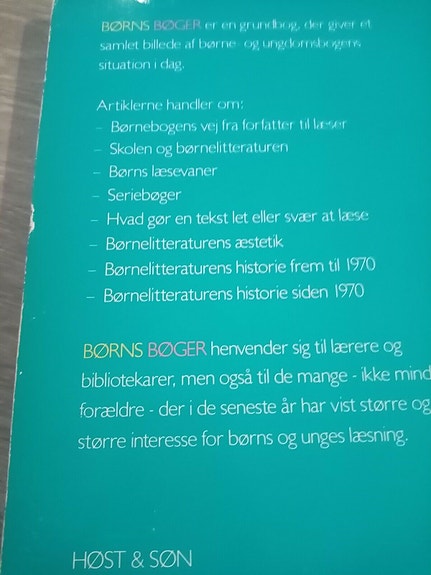 BØRNS BØGER er en grundbog, der giver et
samlet billede af børne- og ungdomsbogens
situation i dag.
Artiklerne handler om:
– Børnebogens vej fra forfatter til læser
– Skolen og børnelitteraturen
– Børns læsevaner
– Seriebøger
– Hvad gør en tekst let eller svær at læse
– Børnelitteraturens æstetik
– Børnelitteraturens historie frem til 1970
– Børnelitteraturens historie siden 1970
BØRNS BØGER henvender sig til lærere og
bibliotekarer, men også til de mange - ikke mind
forældre - der i de seneste år har vist større og
større interesse for børns og unges læsning.
HØST & SØN